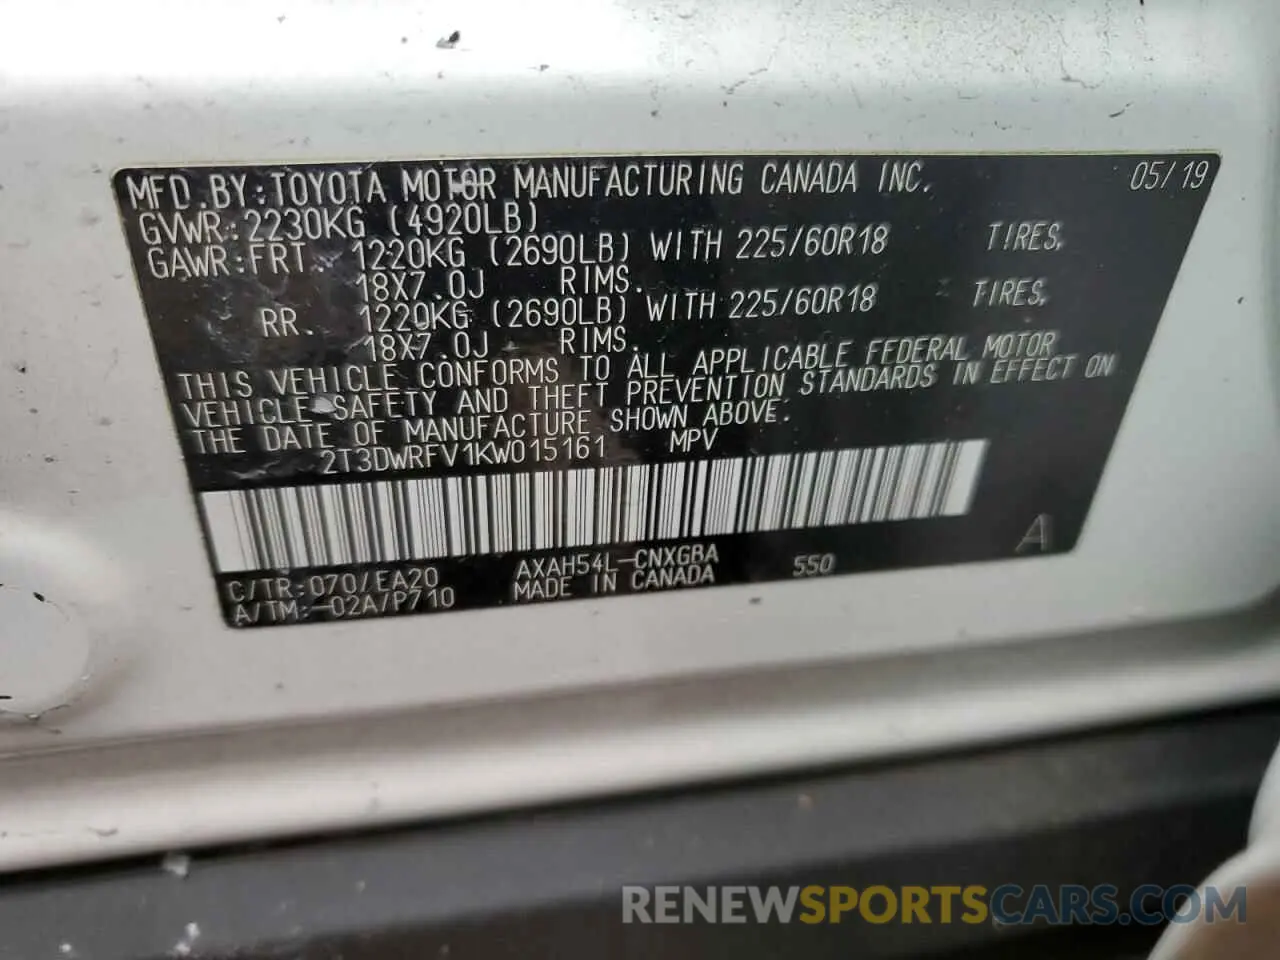 MFD.BY:TOYOTA MOTOR MANUFACTURING CANADA INC. 05/19
GVWR:2230KG (4920LB)
GAWR:FRT. 1220KG (2690LB) WITH 225/60R18 TIRES,
18X7.0J RIMS.
RR. 1220KG (2690LB) WITH 225/60R18 TIRES,
18X7.0J RIMS.
THIS VEHICLE CONFORMS TO ALL APPLICABLE FEDERAL MOTOR
VEHICLE SAFETY AND THEFT PREVENTION STANDARDS IN EFFECT ON
THE DATE OF MANUFACTURE SHOWN ABOVE.
2T3DWRFV1KW015161 MPV
C/TR:070/EA20 AXAH54L-CNXGBA 550 A
A/TM:-02A/P710 MADE IN CANADA
RENEWSPORTSCARS.COM